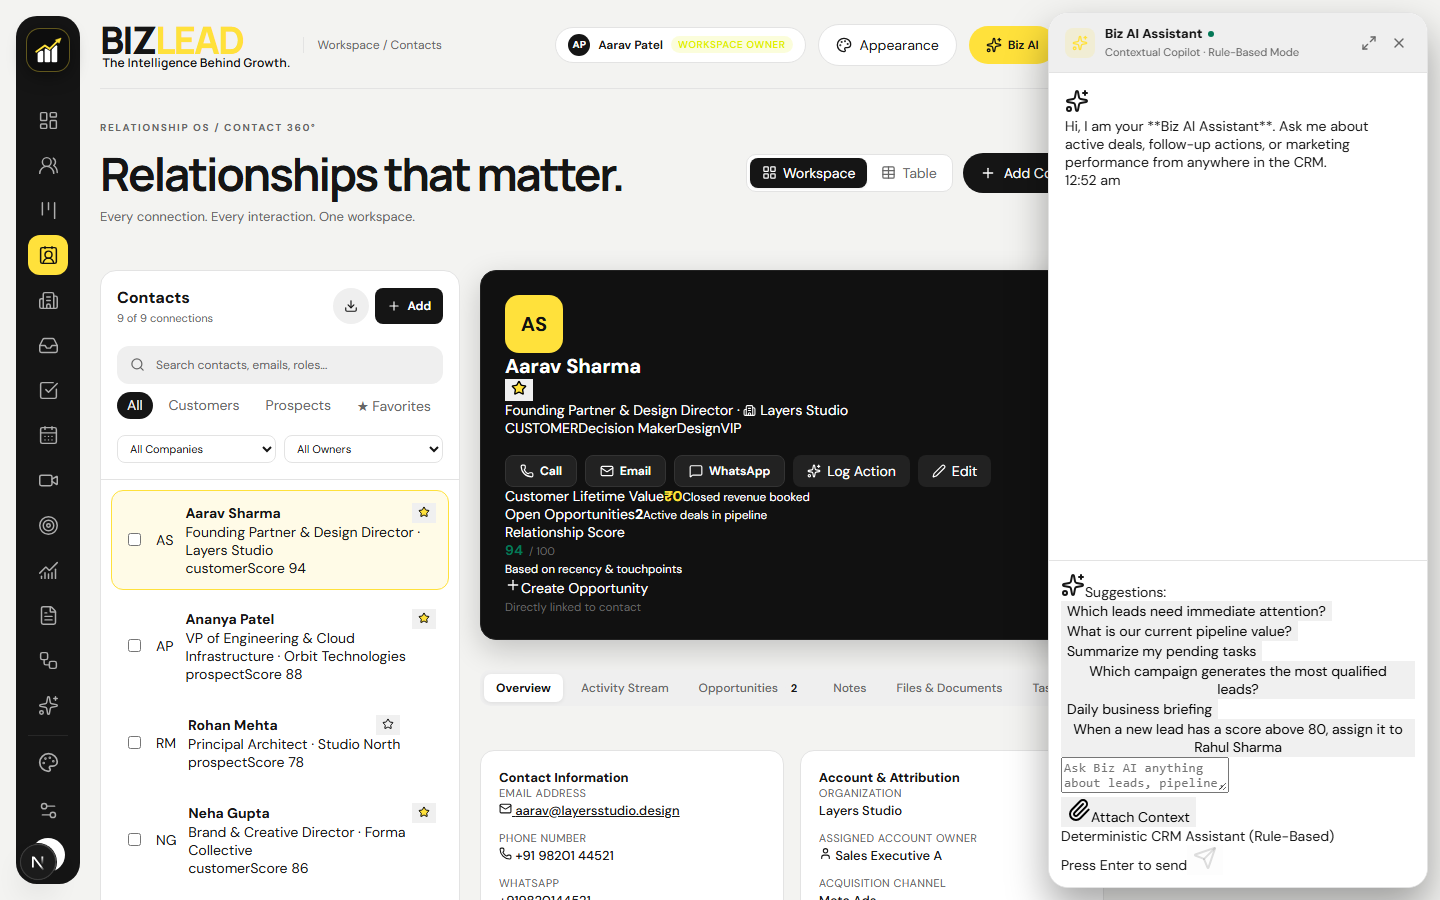 BIZLEAD
The Intelligence Behind Growth.
Workspace / Contacts
AP Aarav Patel WORKSPACE OWNER
Appearance
Biz AI
RELATIONSHIP OS / CONTACT 360°
Relationships that matter.
Every connection. Every interaction. One workspace.
Workspace
Table
+ Add Co
Contacts
9 of 9 connections
+ Add
Search contacts, emails, roles...
All Customers Prospects ★ Favorites
All Companies All Owners
AS
Aarav Sharma
Founding Partner & Design Director ·
Layers Studio
customerScore 94
AP
Ananya Patel
VP of Engineering & Cloud
Infrastructure · Orbit Technologies
prospectScore 88
RM
Rohan Mehta
Principal Architect · Studio North
prospectScore 78
NG
Neha Gupta
Brand & Creative Director · Forma
Collective
customerScore 86
N
AS
Aarav Sharma
Founding Partner & Design Director · Layers Studio
CUSTOMERDecision MakerDesignVIP
Call Email WhatsApp Log Action Edit
Customer Lifetime Value₹0Closed revenue booked
Open Opportunities2Active deals in pipeline
Relationship Score
94 / 100
Based on recency & touchpoints
+Create Opportunity
Directly linked to contact
Overview Activity Stream Opportunities 2 Notes Files & Documents Tas
Contact Information
EMAIL ADDRESS
aarav@layersstudio.design
PHONE NUMBER
+91 98201 44521
WHATSAPP
+919820144521
Account & Attribution
ORGANIZATION
Layers Studio
ASSIGNED ACCOUNT OWNER
Sales Executive A
ACQUISITION CHANNEL
Meta Ads
Biz AI Assistant
Contextual Copilot · Rule-Based Mode
Hi, I am your **Biz AI Assistant**. Ask me about
active deals, follow-up actions, or marketing
performance from anywhere in the CRM.
12:52 am
Suggestions:
Which leads need immediate attention?
What is our current pipeline value?
Summarize my pending tasks
Which campaign generates the most qualified
leads?
Daily business briefing
When a new lead has a score above 80, assign it to
Rahul Sharma
Ask Biz AI anything
about leads, pipeline,
Attach Context
Deterministic CRM Assistant (Rule-Based)
Press Enter to send